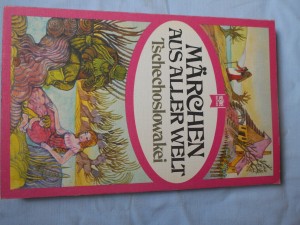 MÄRCHEN
AUS ALLER WELT
Tschechoslowakei